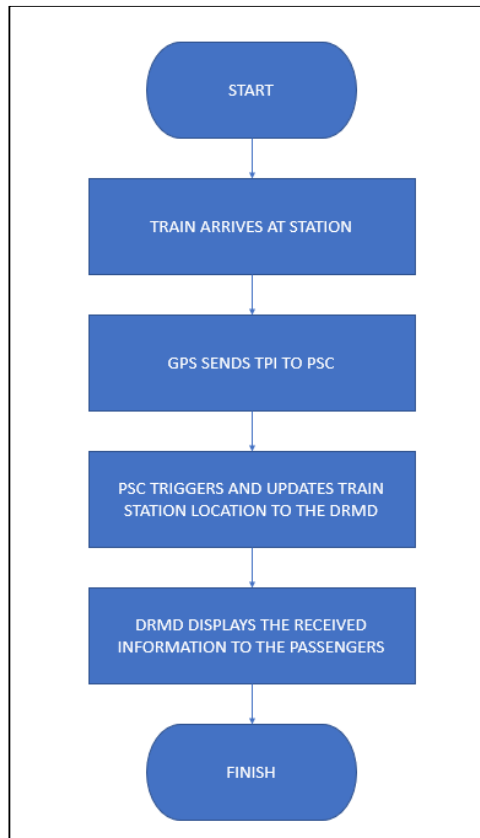 START
TRAIN ARRIVES AT STATION
GPS SENDS TPI TO PSC
PSC TRIGGERS AND UPDATES TRAIN
STATION LOCATION TO THE DRMD
DRMD DISPLAYS THE RECEIVED
INFORMATION TO THE PASSENGERS
FINISH